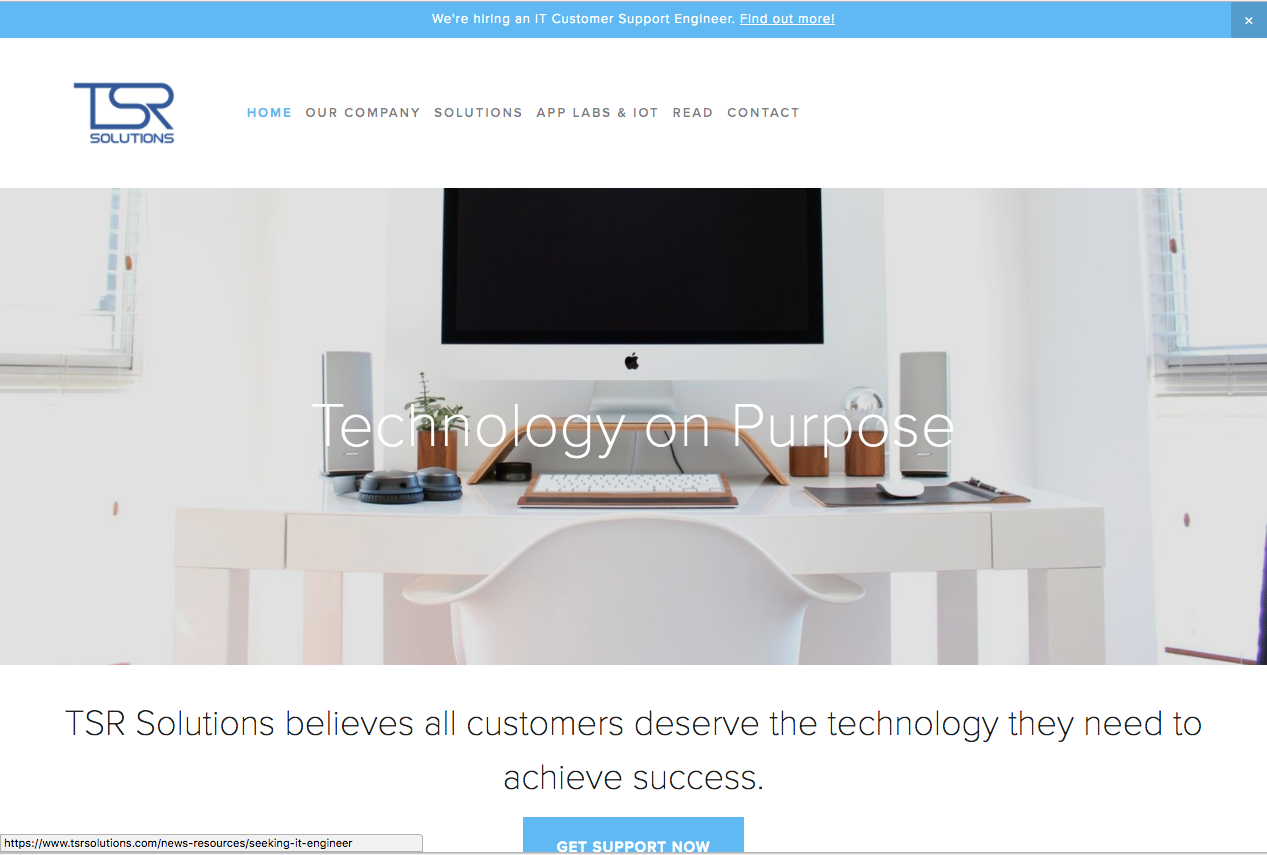 We're hiring an IT Customer Support Engineer. Find out more!
×
TSR
SOLUTIONS
HOME OUR COMPANY SOLUTIONS APP LABS & IOT READ CONTACT
Technology on Purpose
TSR Solutions believes all customers deserve the technology they need to
achieve success.
GET SUPPORT NOW
https://www.tsrsolutions.com/news-resources/seeking-it-engineer